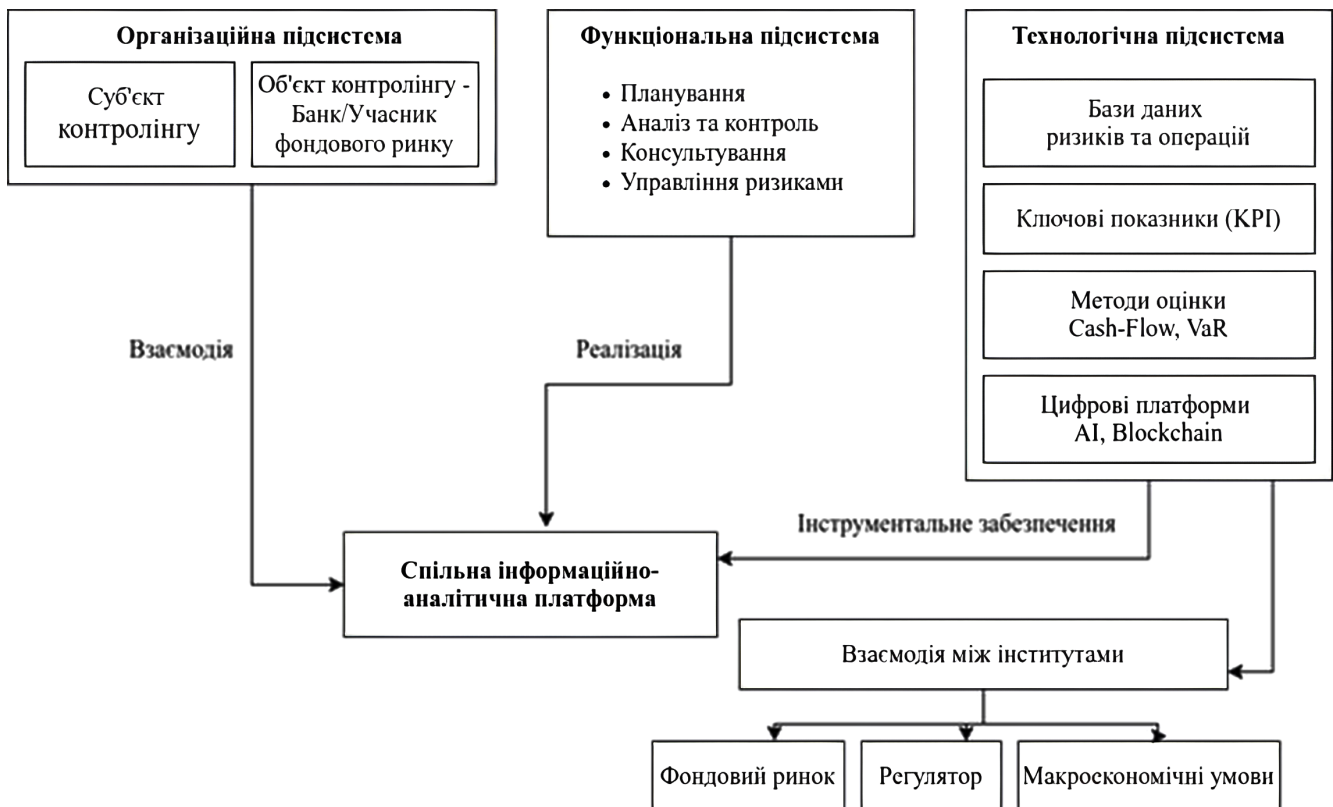 Організаційна підсистема
Суб'єкт
контролінгу
Об'єкт контролінгу -
Банк/Учасник
фондового ринку
Функціональна підсистема
• Планування
• Аналіз та контроль
• Консультування
• Управління ризиками
Технологічна підсистема
Бази даних
ризиків та операцій
Ключові показники (KPI)
Методи оцінки
Cash-Flow, VaR
Цифрові платформи
AI, Blockchain
Взаємодія
Реалізація
Інструментальне забезпечення
Спільна інформаційно-
аналітична платформа
Взаємодія між інститутами
Фондовий ринок
Регулятор
Макроекономічні умови